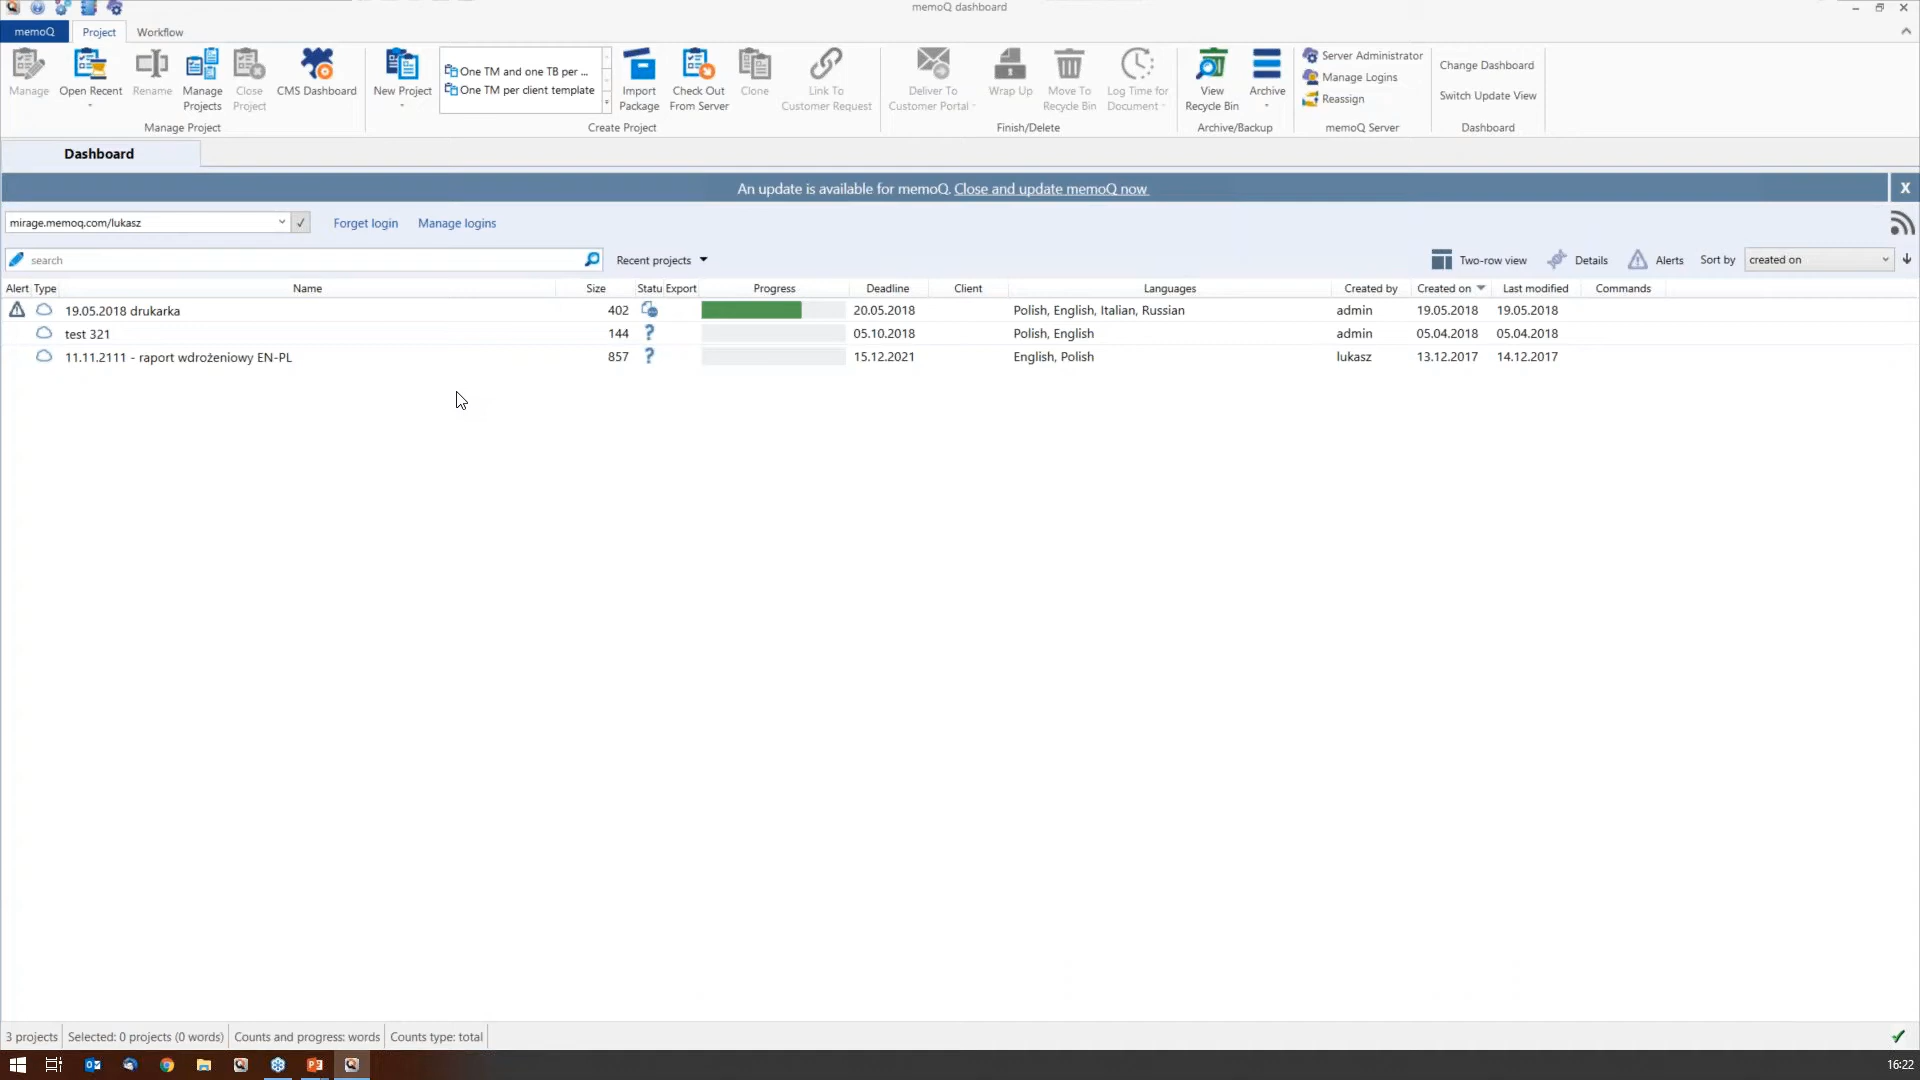 memoQ dashboard
memoQ Project Workflow
Manage
Open Recent
Rename
Manage
Projects
Close
Project
CMS Dashboard
Manage Project
New Project
One TM and one TB per ...
One TM per client template
Import
Package
Check Out
From Server
Clone
Link To
Customer Request
Create Project
Deliver To
Customer Portal
Wrap Up
Move To
Recycle Bin
Log Time for
Document
Finish/Delete
View
Recycle Bin
Archive
Archive/Backup
Server Administrator
Manage Logins
Reassign
memoQ Server
Change Dashboard
Switch Update View
Dashboard
Dashboard
An update is available for memoQ. Close and update memoQ now X
mirage.memoq.com/lukasz Forget login Manage logins
search Recent projects Two-row view Details Alerts Sort by created on
Alert Type Name Size Statu Export Progress Deadline Client Languages Created by Created on Last modified Commands
19.05.2018 drukarka 402 20.05.2018 Polish, English, Italian, Russian admin 19.05.2018 19.05.2018
test 321 144 ? 05.10.2018 Polish, English admin 05.04.2018 05.04.2018
11.11.2111 - raport wdrożeniowy EN-PL 857 ? 15.12.2021 English, Polish lukasz 13.12.2017 14.12.2017
3 projects Selected: 0 projects (0 words) Counts and progress: words Counts type: total
16:22